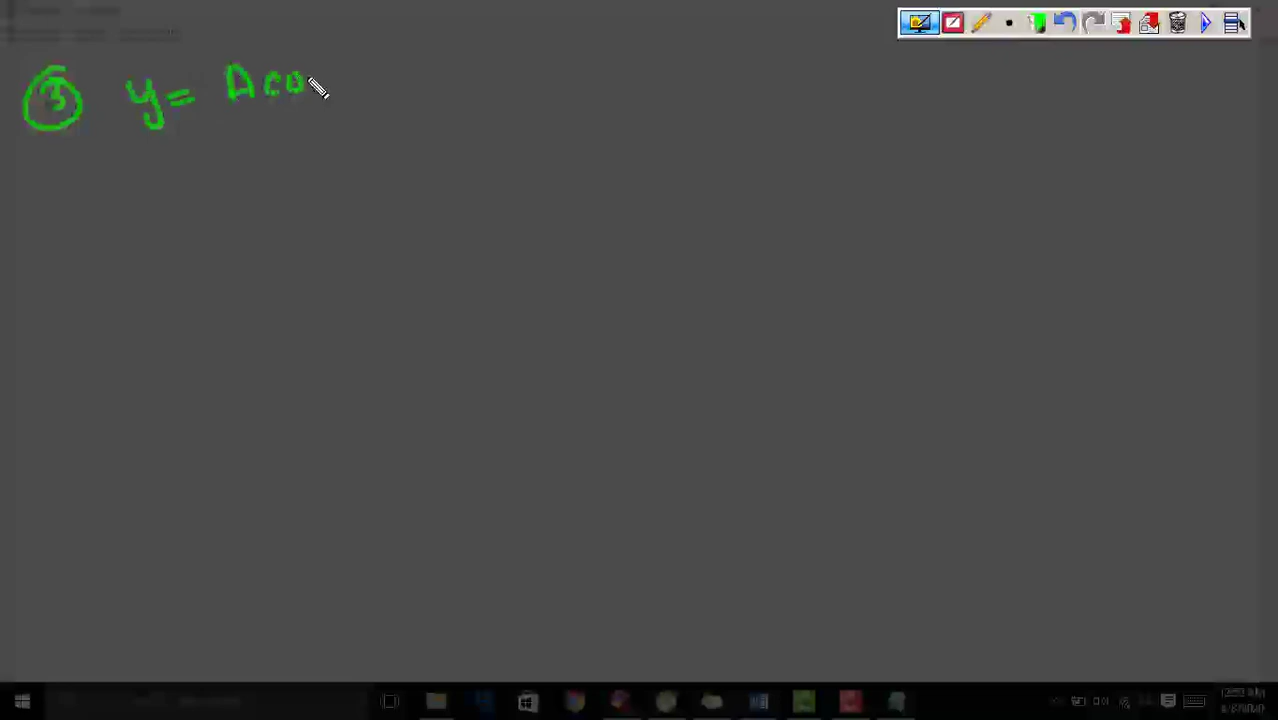 ③ y= Aco